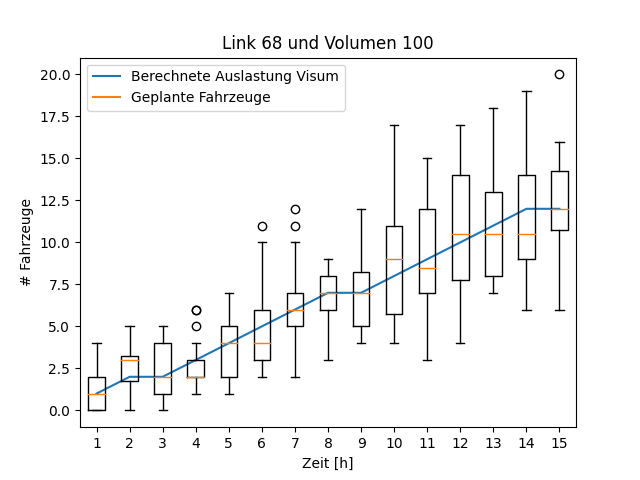 Link 68 und Volumen 100
Berechnete Auslastung Visum
Geplante Fahrzeuge
# Fahrzeuge
20.0
17.5
15.0
12.5
10.0
7.5
5.0
2.5
0.0
1 2 3 4 5 6 7 8 9 10 11 12 13 14 15
Zeit [h]